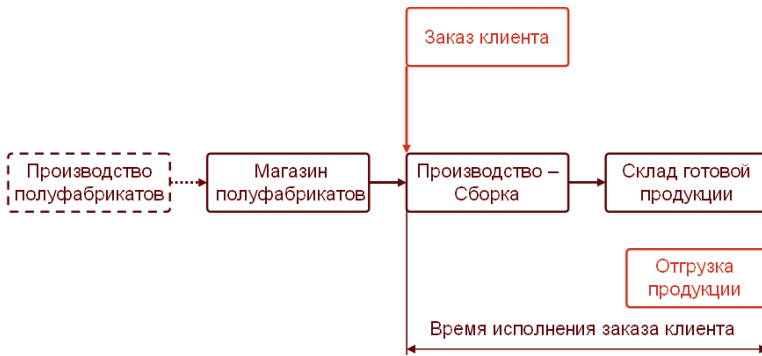 Заказ клиента
Производство
полуфабрикатов
Магазин
полуфабрикатов
Производство –
Сборка
Склад готовой
продукции
Отгрузка
продукции
Время исполнения заказа клиента